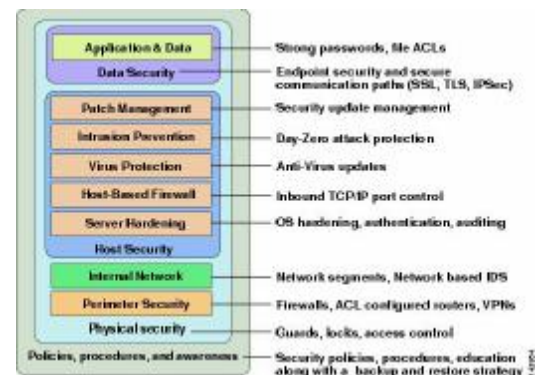 Application & Data
Strong passwords, file ACLs
Data Security
Endpoint security and secure
communication paths (SSL, TLS, IPSec)
Patch Management
Security update management
Intrusion Prevention
Day-Zero attack protection
Virus Protection
Anti-Virus updates
Host-Based Firewall
Inbound TCP/IP port control
Server Hardening
OS hardening, authentication, auditing
Host Security
Internal Network
Network segments, Network based IDS
Perimeter Security
Firewalls, ACL configured routers, VPNs
Physical security
Guards, locks, access control
Policies, procedures, and awareness
Security policies, procedures, education
along with a backup and restore strategy